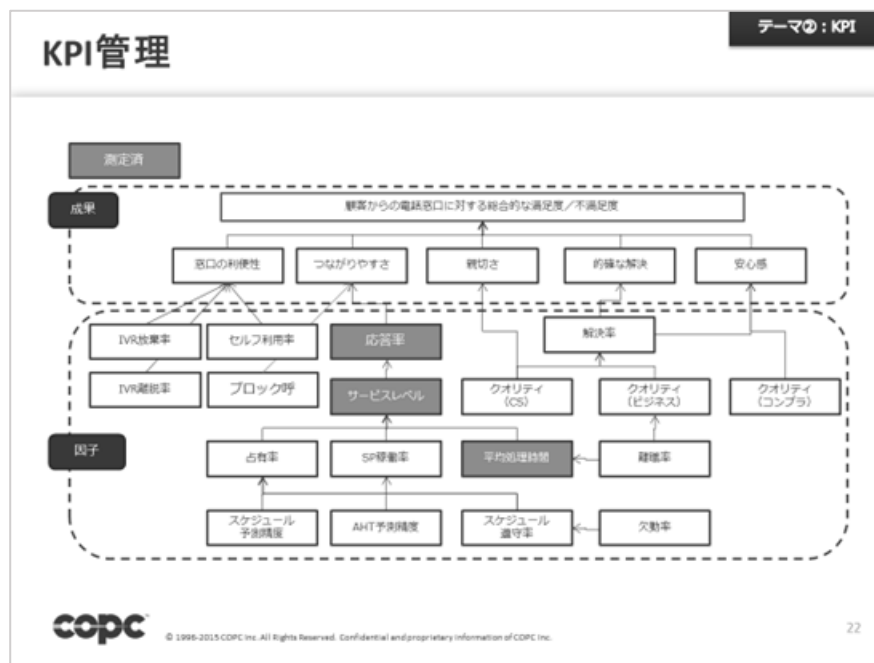 テーマ②：KPI
KPI管理
測定済
成果
顧客からの電話窓口に対する総合的な満足度／不満足度
窓口の利便性
つながりやすさ
親切さ
的確な解決
安心感
IVR放棄率
セルフ利用率
応答率
解決率
IVR離脱率
ブロック呼
サービスレベル
クオリティ
（CS）
クオリティ
（ビジネス）
クオリティ
（コンプラ）
因子
占有率
SP稼働率
平均処理時間
離職率
スケジュール
予測精度
AHT予測精度
スケジュール
遵守率
欠勤率
copc
© 1996-2015 COPC Inc. All Rights Reserved. Confidential and proprietary information of COPC Inc.
22